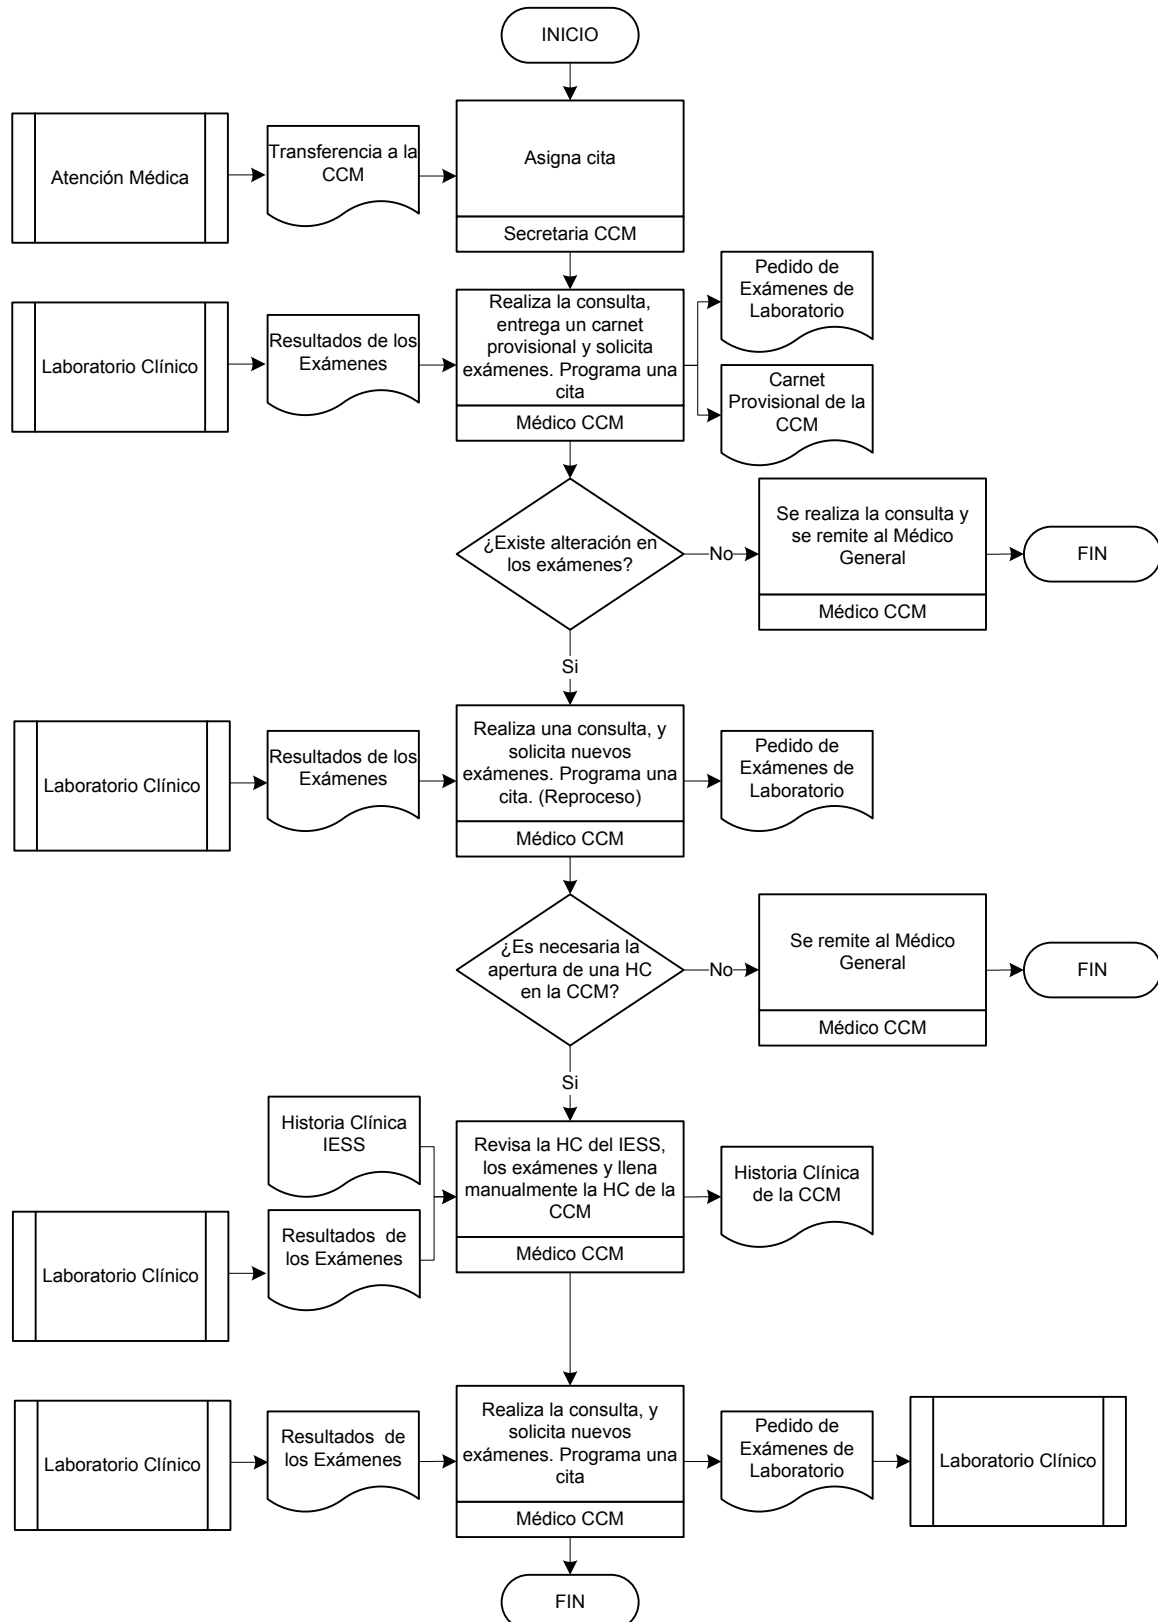 INICIO
Atención Médica
Transferencia a la
CCM
Asigna cita
Secretaria CCM
Laboratorio Clínico
Resultados de los
Exámenes
Realiza la consulta,
entrega un carnet
provisional y solicita
exámenes. Programa una
cita
Médico CCM
Pedido de
Exámenes de
Laboratorio
Carnet
Provisional de la
CCM
¿Existe alteración en
los exámenes?
No
Se realiza la consulta y
se remite al Médico
General
Médico CCM
FIN
Si
Laboratorio Clínico
Resultados de los
Exámenes
Realiza una consulta, y
solicita nuevos
exámenes. Programa una
cita. (Reproceso)
Médico CCM
Pedido de
Exámenes de
Laboratorio
¿Es necesaria la
apertura de una HC
en la CCM?
No
Se remite al Médico
General
Médico CCM
FIN
Si
Historia Clínica
IESS
Laboratorio Clínico
Resultados de
los Exámenes
Revisa la HC del IESS,
los exámenes y llena
manualmente la HC de la
CCM
Médico CCM
Historia Clínica
de la CCM
Laboratorio Clínico
Resultados de
los Exámenes
Realiza la consulta, y
solicita nuevos
exámenes. Programa una
cita
Médico CCM
Pedido de
Exámenes de
Laboratorio
Laboratorio Clínico
FIN